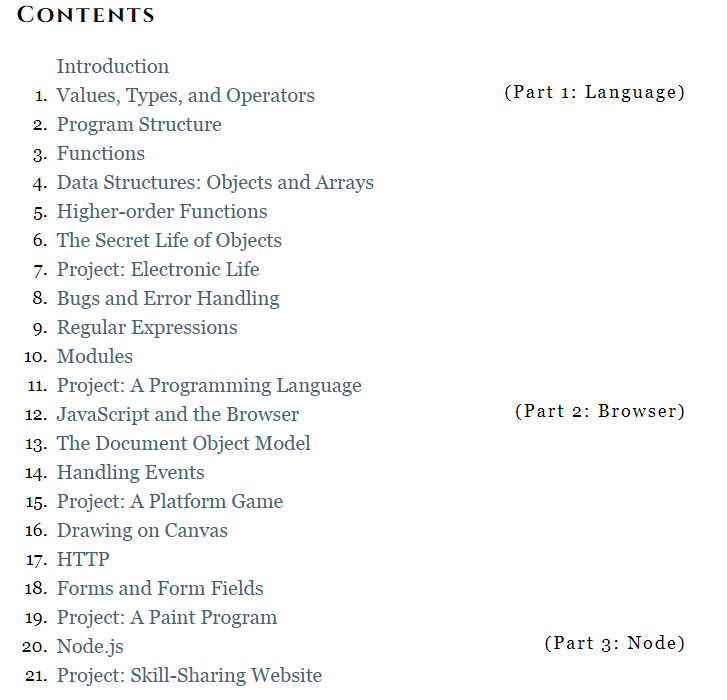 Contents
Introduction
1. Values, Types, and Operators (Part 1: Language)
2. Program Structure
3. Functions
4. Data Structures: Objects and Arrays
5. Higher-order Functions
6. The Secret Life of Objects
7. Project: Electronic Life
8. Bugs and Error Handling
9. Regular Expressions
10. Modules
11. Project: A Programming Language
12. JavaScript and the Browser (Part 2: Browser)
13. The Document Object Model
14. Handling Events
15. Project: A Platform Game
16. Drawing on Canvas
17. HTTP
18. Forms and Form Fields
19. Project: A Paint Program
20. Node.js (Part 3: Node)
21. Project: Skill-Sharing Website